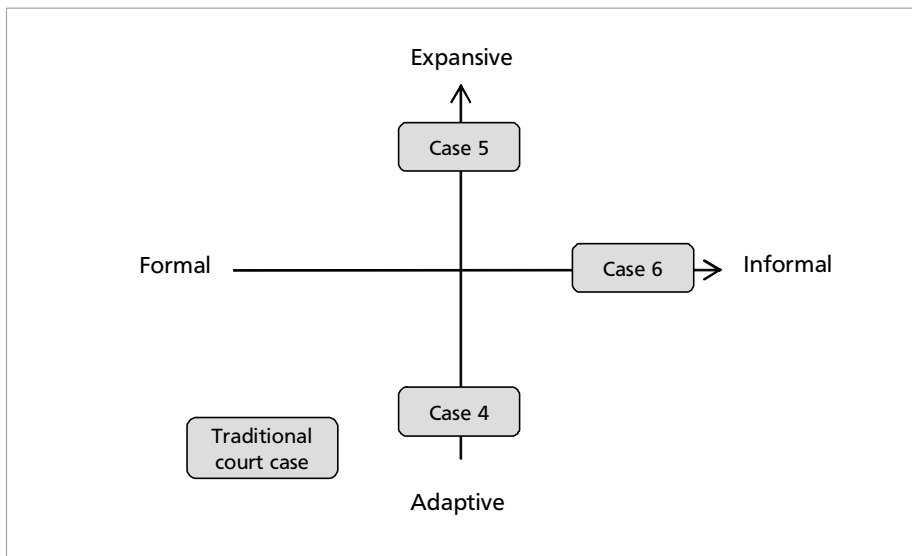 Expansive
Case 5
Formal
Case 6
Informal
Case 4
Traditional
court case
Adaptive